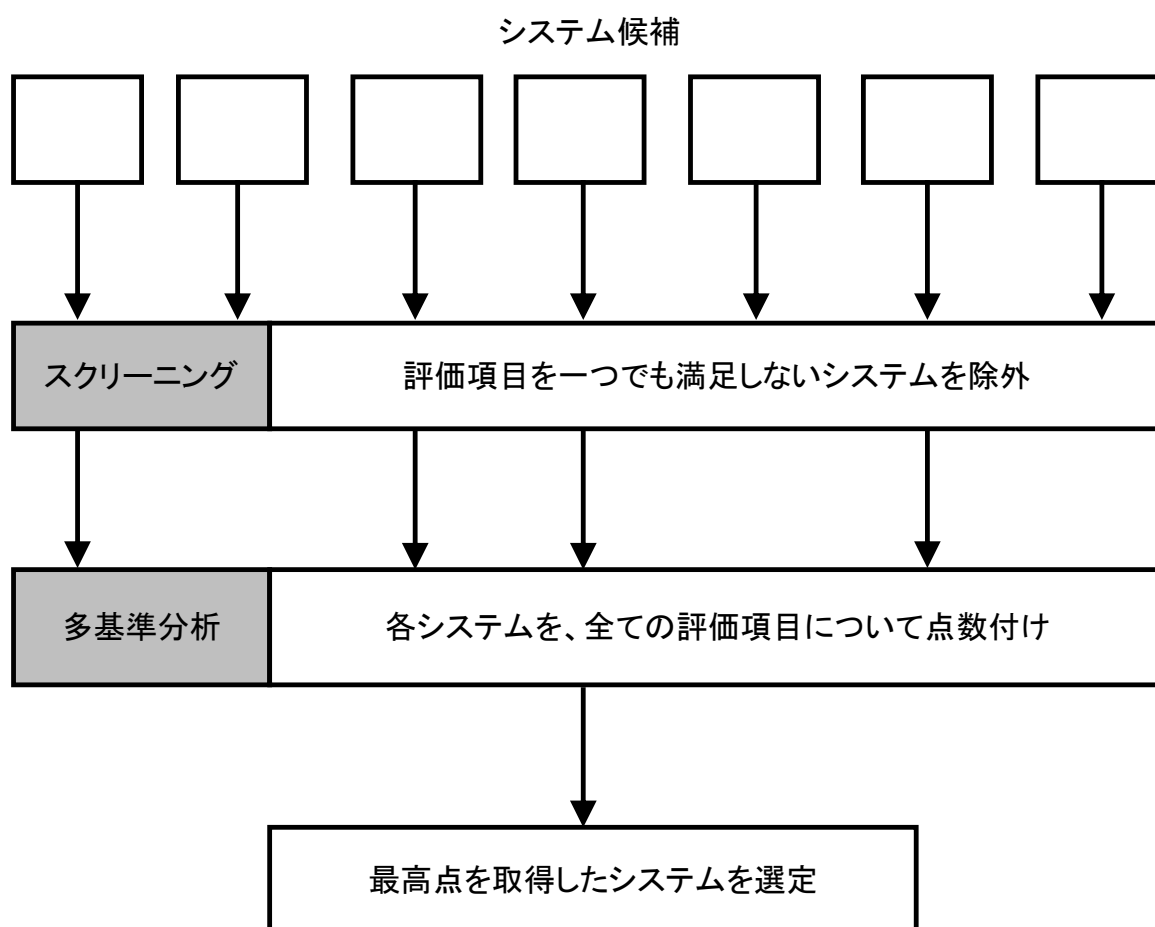 システム候補
スクリーニング
評価項目を一つでも満足しないシステムを除外
多基準分析
各システムを、全ての評価項目について点数付け
最高点を取得したシステムを選定